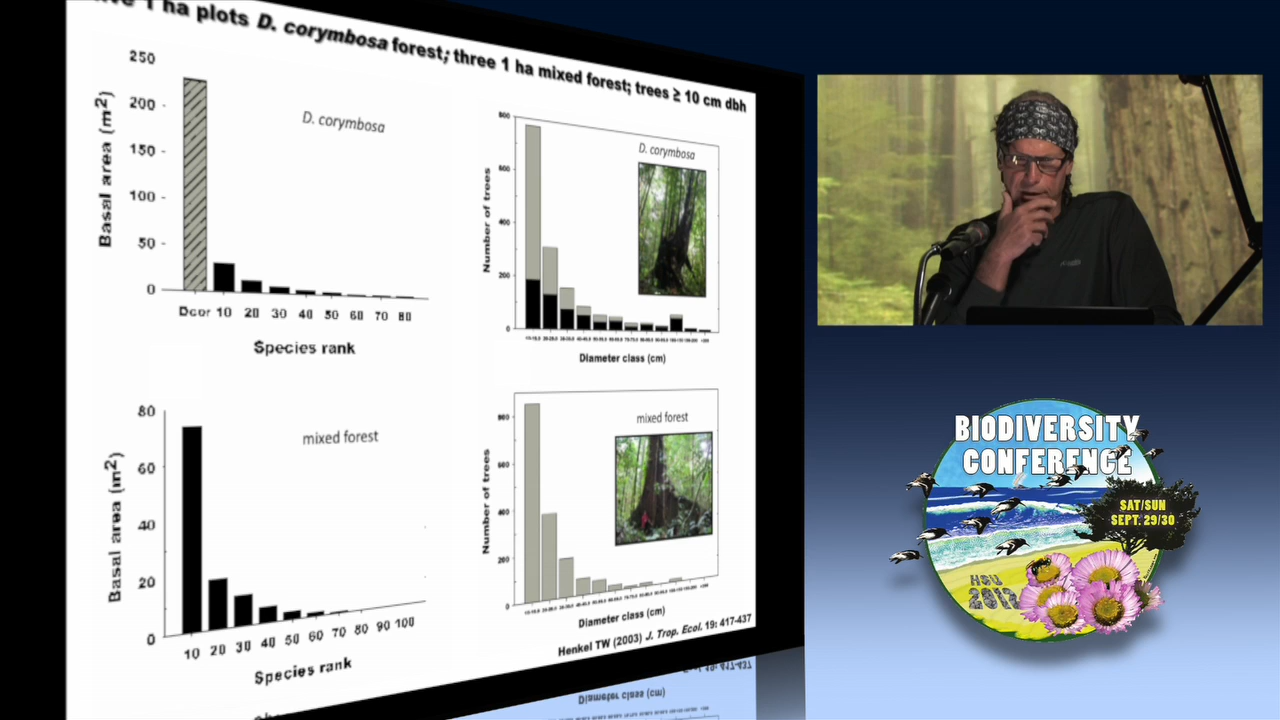 1 ha plots D. corymbosa forest; three 1 ha mixed forest; trees ≥ 10 cm dbh
250
200
150
100
50
0
Basal area (m2)
D. corymbosa
Dcor 10 20 30 40 50 60 70 80
Species rank
800
600
400
200
0
Number of trees
D. corymbosa
Diameter class (cm)
80
60
40
20
0
Basal area (m2)
mixed forest
10 20 30 40 50 60 70 80 90 100
Species rank
800
600
400
200
0
Number of trees
mixed forest
Diameter class (cm)
Henkel TW (2003) J. Trop. Ecol. 19: 417-437
BIODIVERSITY
CONFERENCE
SAT/SUN
SEPT. 29/30
HSU
2012